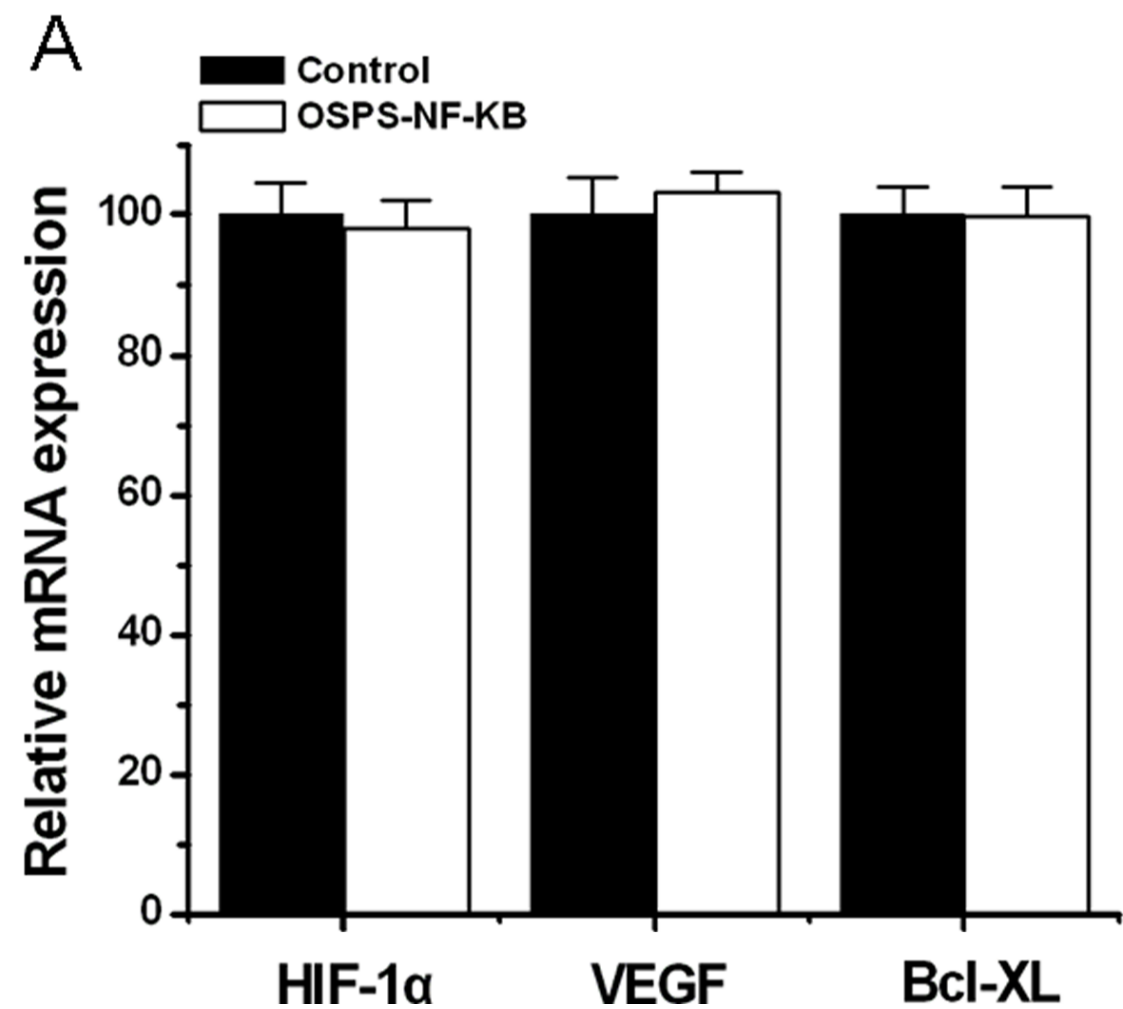 A
Control
OSPS-NF-KB
Relative mRNA expression
100
80
60
40
20
0
HIF-1α
VEGF
Bcl-XL